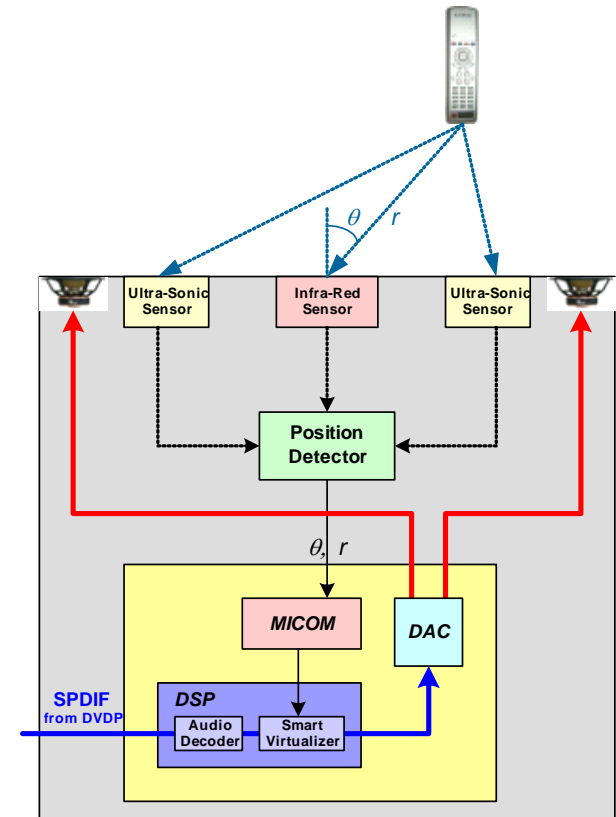 θ
r
Ultra-Sonic
Sensor
Infra-Red
Sensor
Ultra-Sonic
Sensor
Position
Detector
θ, r
MICOM
DAC
DSP
SPDIF
from DVDP
Audio
Decoder
Smart
Virtualizer